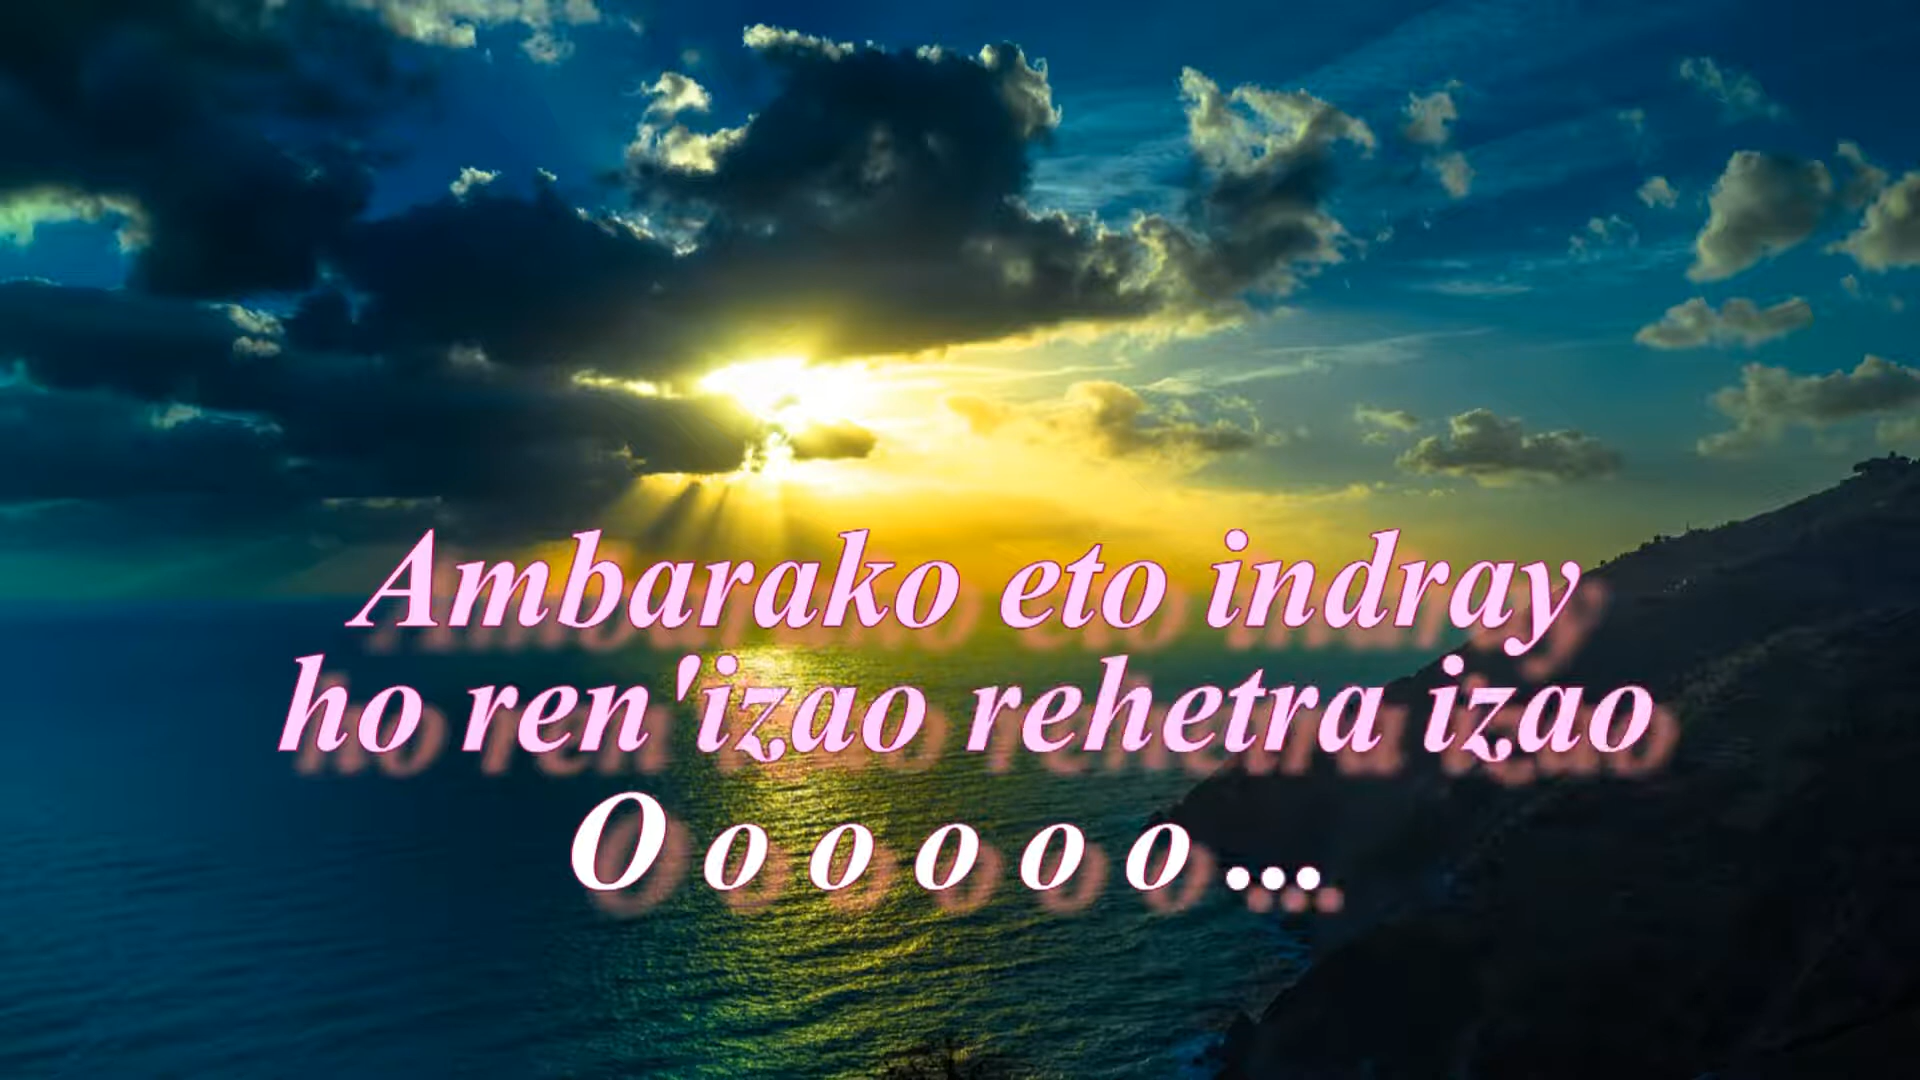 Ambarako eto indray
ho ren'izao rehetra izao
O o o o o o ...